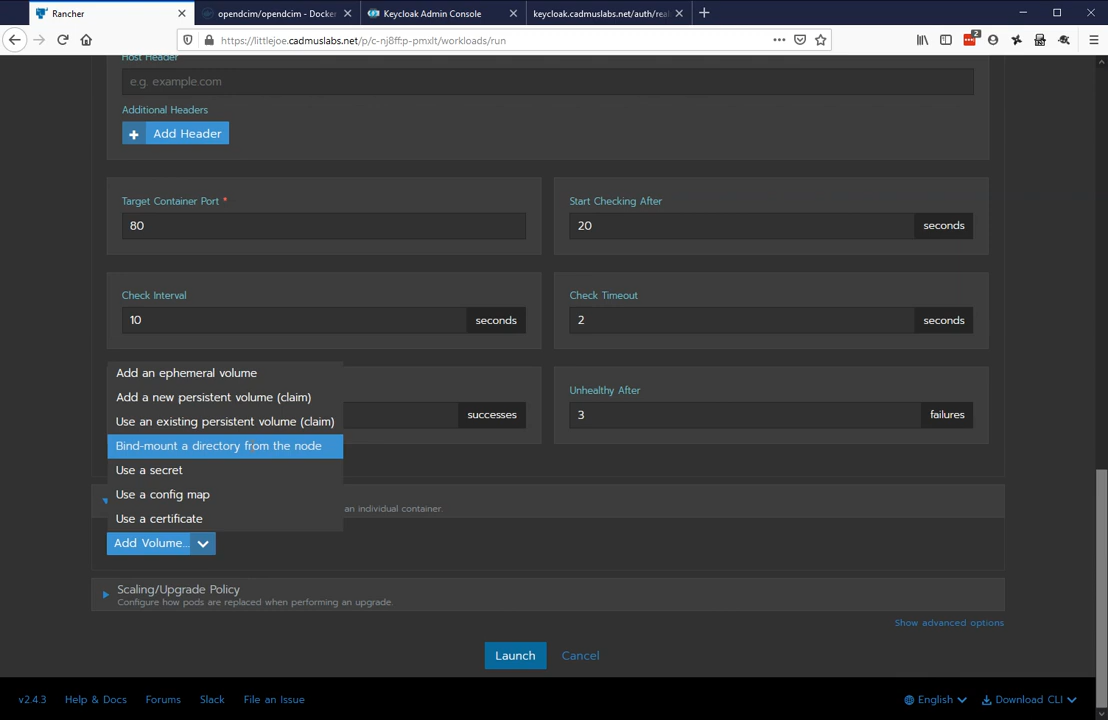 Rancher
opendcim/opendcim - Docker
Keycloak Admin Console
keycloak.cadmuslabs.net/auth/real
https://littlejoe.cadmuslabs.net/p/c-nj8ff:p-pmxlt/workloads/run
2
Host Header
e.g. example.com
Additional Headers
+ Add Header
Target Container Port *
80
Start Checking After
20 seconds
Check Interval
10 seconds
Check Timeout
2 seconds
Add an ephemeral volume
Add a new persistent volume (claim)
Use an existing persistent volume (claim)
Bind-mount a directory from the node
Use a secret
Use a config map
Use a certificate
successes
Unhealthy After
3 failures
an individual container.
Add Volume...
Scaling/Upgrade Policy
Configure how pods are replaced when performing an upgrade.
Show advanced options
Launch Cancel
v2.4.3 Help & Docs Forums Slack File an Issue English Download CLI